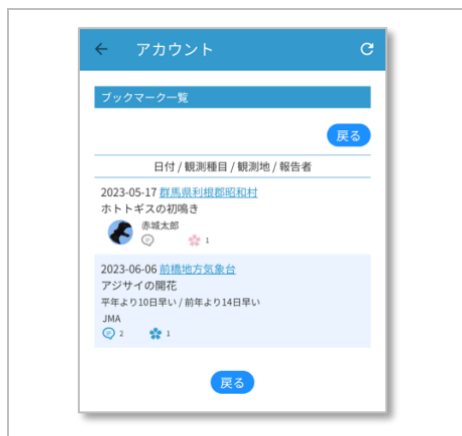 アカウント
ブックマーク一覧
戻る
日付 / 観測種目 / 観測地 / 報告者
2023-05-17 群馬県利根郡昭和村
ホトトギスの初鳴き
赤城太郎
1
2023-06-06 前橋地方気象台
アジサイの開花
平年より10日早い / 前年より14日早い
JMA
2 1
戻る